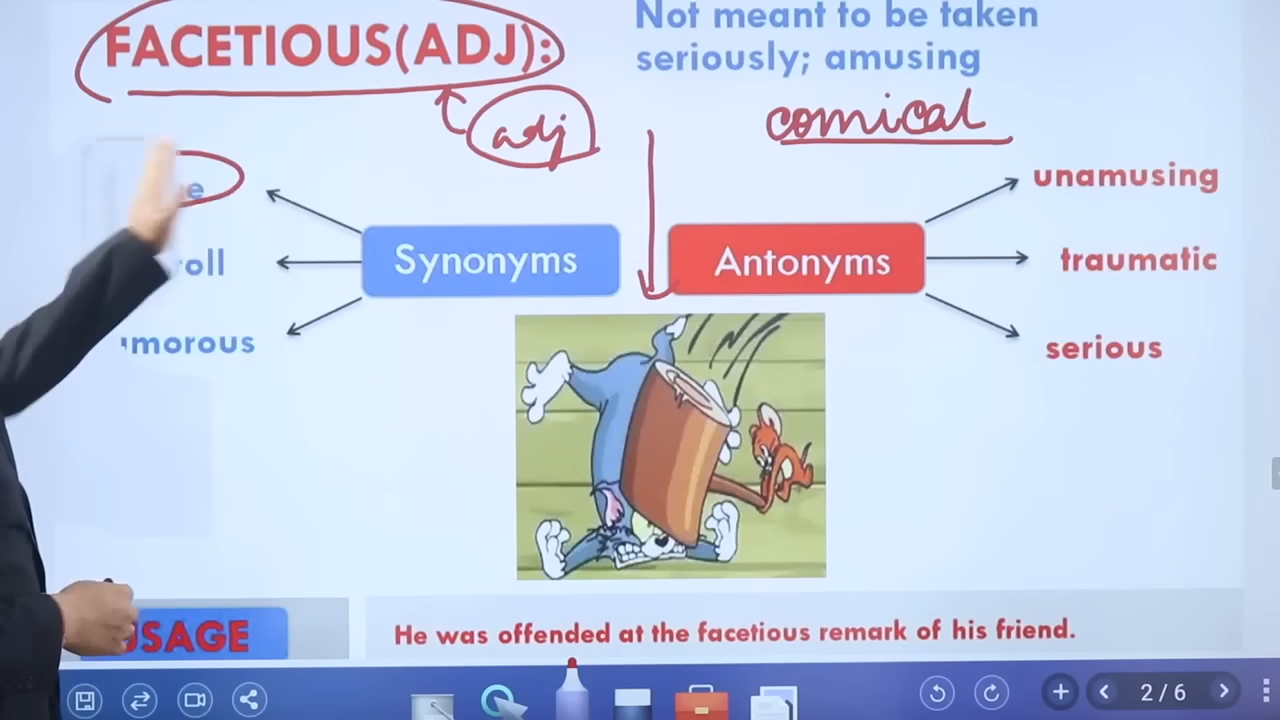 FACETIOUS(ADJ):
Not meant to be taken
seriously; amusing
adj
comical
unamusing
Synonyms
Antonyms
traumatic
serious
USAGE
He was offended at the facetious remark of his friend.
2 / 6